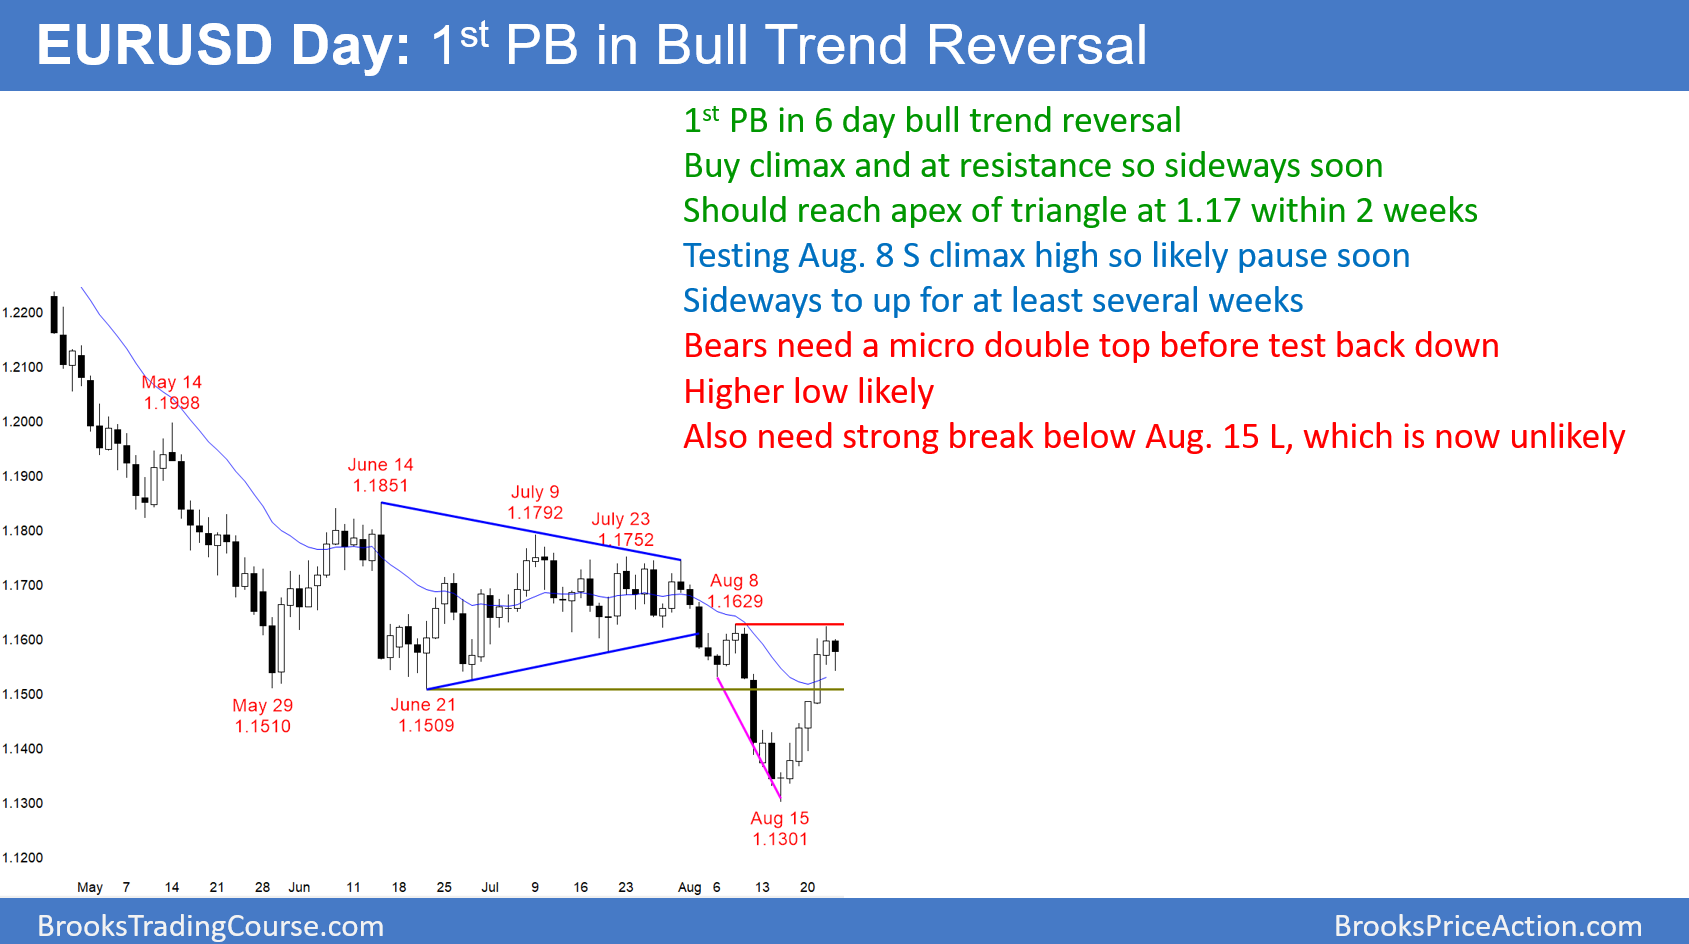 EURUSD Day: 1st PB in Bull Trend Reversal
1st PB in 6 day bull trend reversal
Buy climax and at resistance so sideways soon
Should reach apex of triangle at 1.17 within 2 weeks
Testing Aug. 8 S climax high so likely pause soon
Sideways to up for at least several weeks
Bears need a micro double top before test back down
Higher low likely
Also need strong break below Aug. 15 L, which is now unlikely
1.2200
1.2100
1.2000
1.1900
1.1800
1.1700
1.1600
1.1500
1.1400
1.1300
1.1200
May 14
1.1998
June 14
1.1851
July 9
1.1792
July 23
1.1752
Aug 8
1.1629
May 29
1.1510
June 21
1.1509
Aug 15
1.1301
May 7 14 21 28 Jun 11 18 25 Jul 9 16 23 Aug 6 13 20
BrooksTradingCourse.com
BrooksPriceAction.com